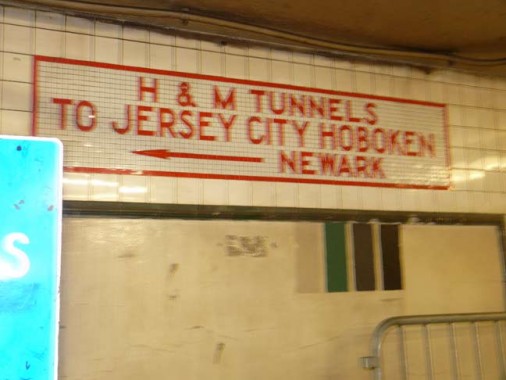 H & M TUNNELS
TO JERSEY CITY HOBOKEN
NEWARK
S